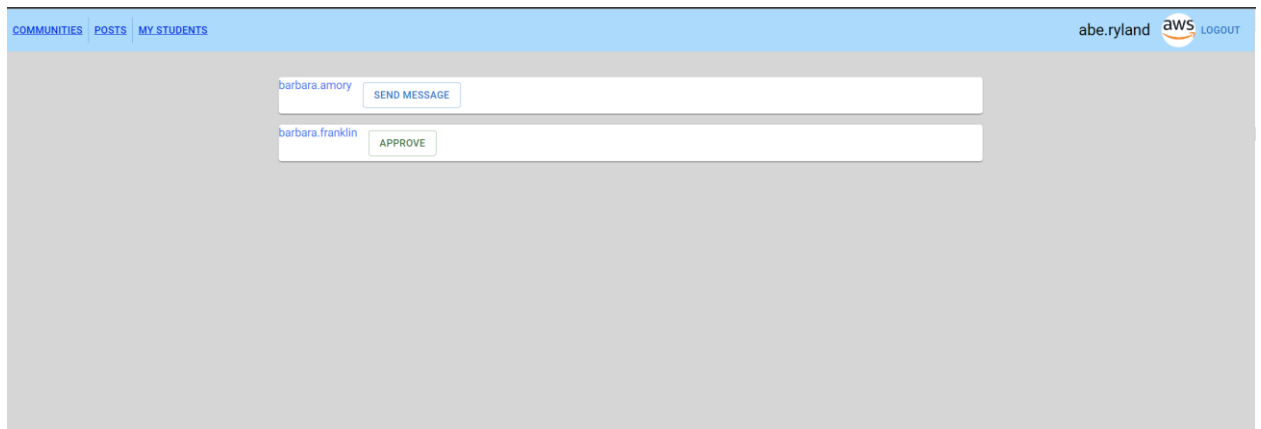 COMMUNITIES POSTS MY STUDENTS abe.ryland aws LOGOUT
barbara.amory SEND MESSAGE
barbara.franklin APPROVE